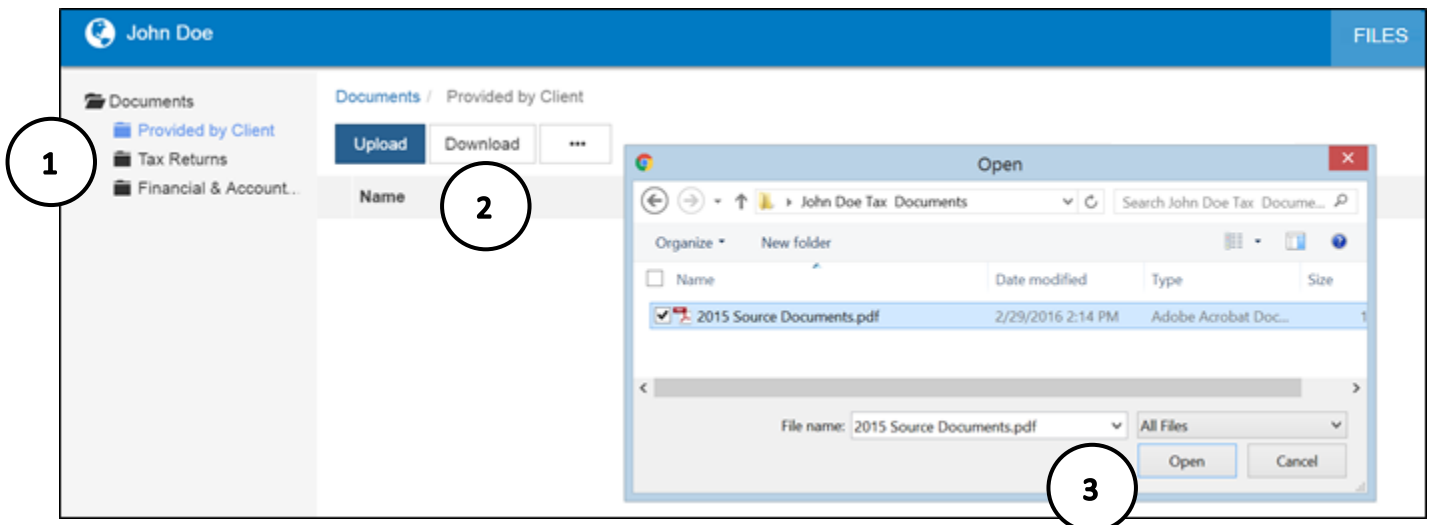 John Doe
FILES
Documents
Provided by Client
Tax Returns
Financial & Account...
1
Documents / Provided by Client
Upload Download •••
Name
2
Open
John Doe Tax Documents Search John Doe Tax Docume...
Organize New folder
Name Date modified Type Size
2015 Source Documents.pdf 2/29/2016 2:14 PM Adobe Acrobat Doc... 1
File name: 2015 Source Documents.pdf All Files
Open Cancel
3